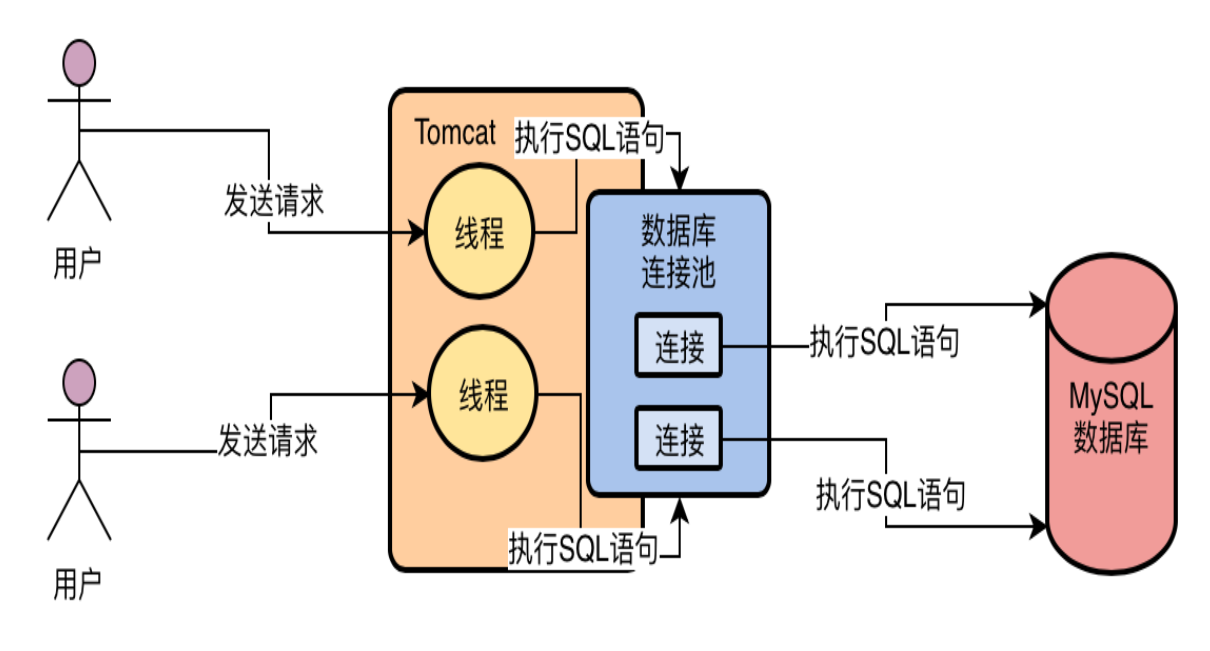 Tomcat
执行SQL语句
发送请求
线程
用户
数据库
连接池
连接
执行SQL语句
MySQL
数据库
线程
发送请求
连接
执行SQL语句
执行SQL语句
用户